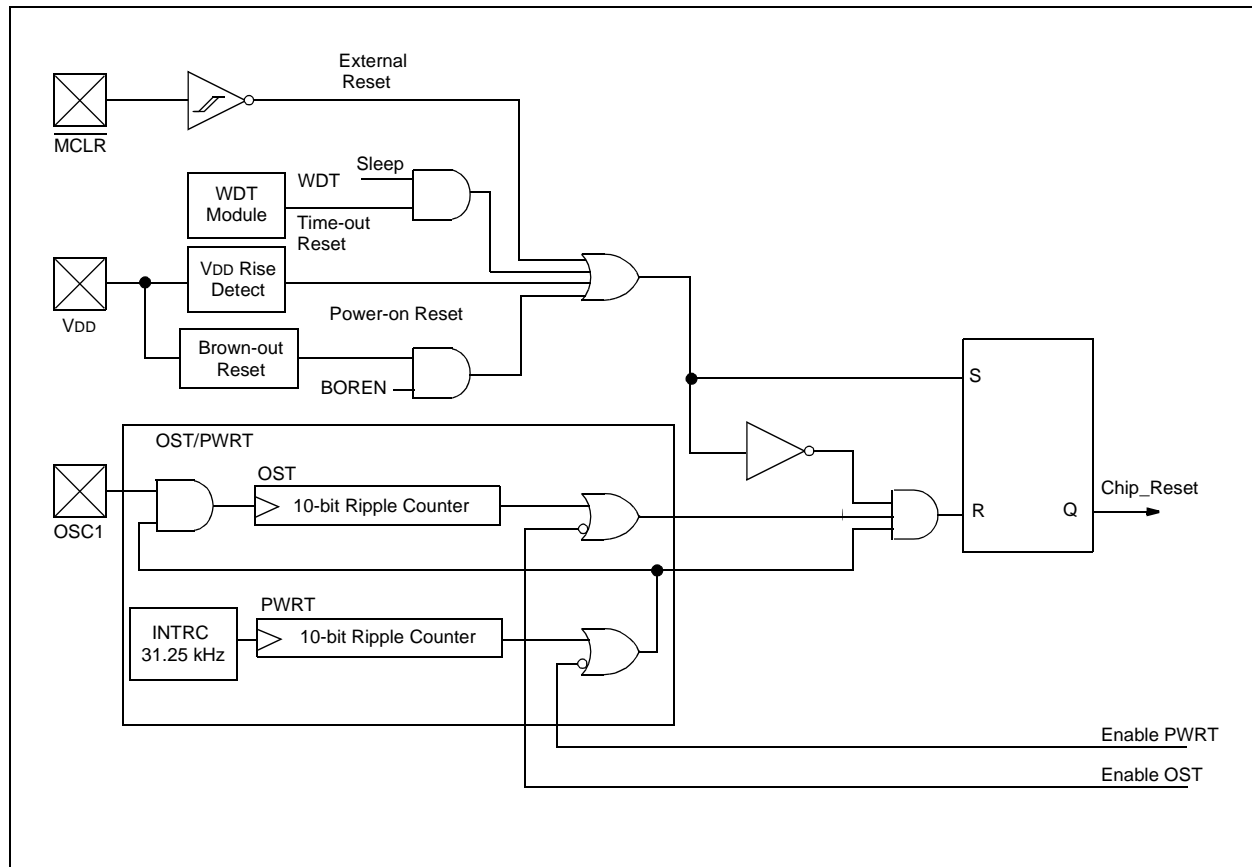 External
Reset
MCLR
Sleep
WDT
WDT
Module
Time-out
Reset
VDD Rise
Detect
VDD
Power-on Reset
Brown-out
Reset
BOREN
S
OST/PWRT
OST
10-bit Ripple Counter
OSC1
Chip_Reset
R
Q
PWRT
INTRC
31.25 kHz
10-bit Ripple Counter
Enable PWRT
Enable OST